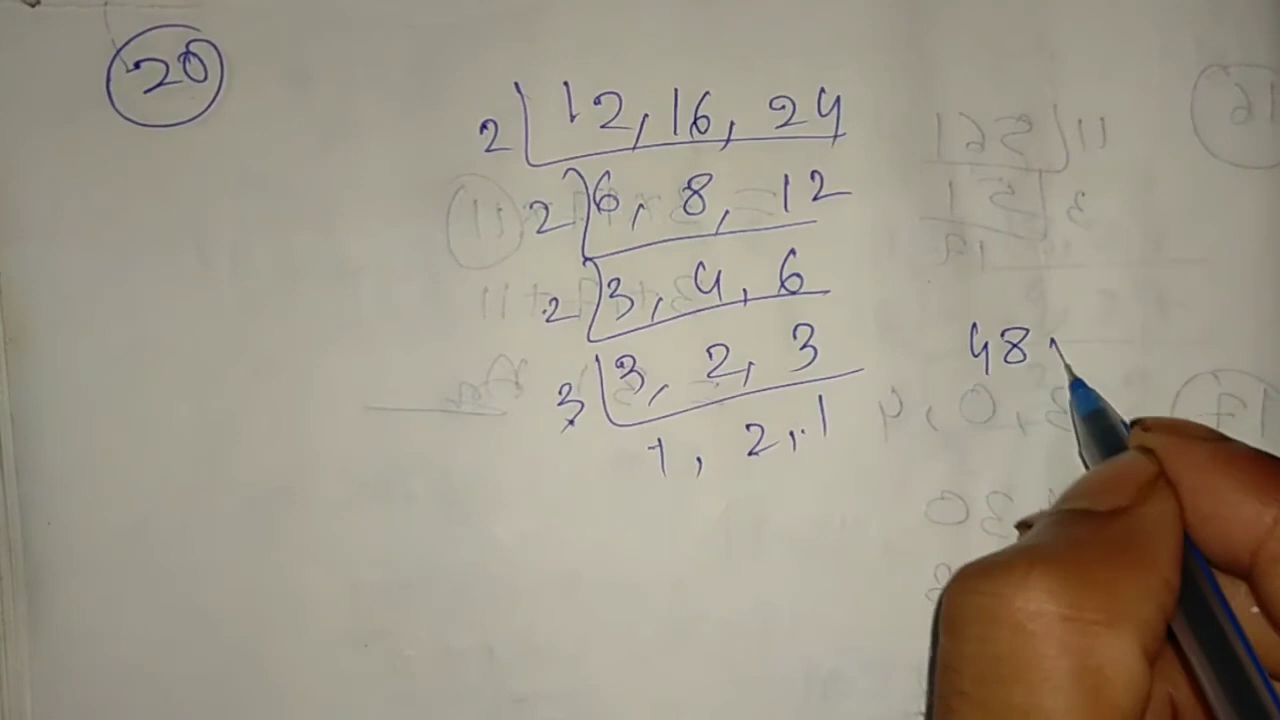 20
2 | 12, 16, 24
2 | 6, 8, 12
2 | 3, 4, 6
3 | 3, 2, 3
1, 2, 1
48